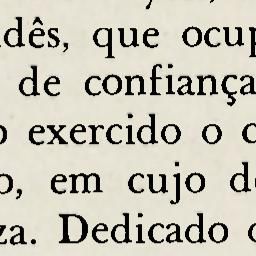 dês, que ocup
de confiança
o exercido o c
o, em cujo d
za. Dedicado